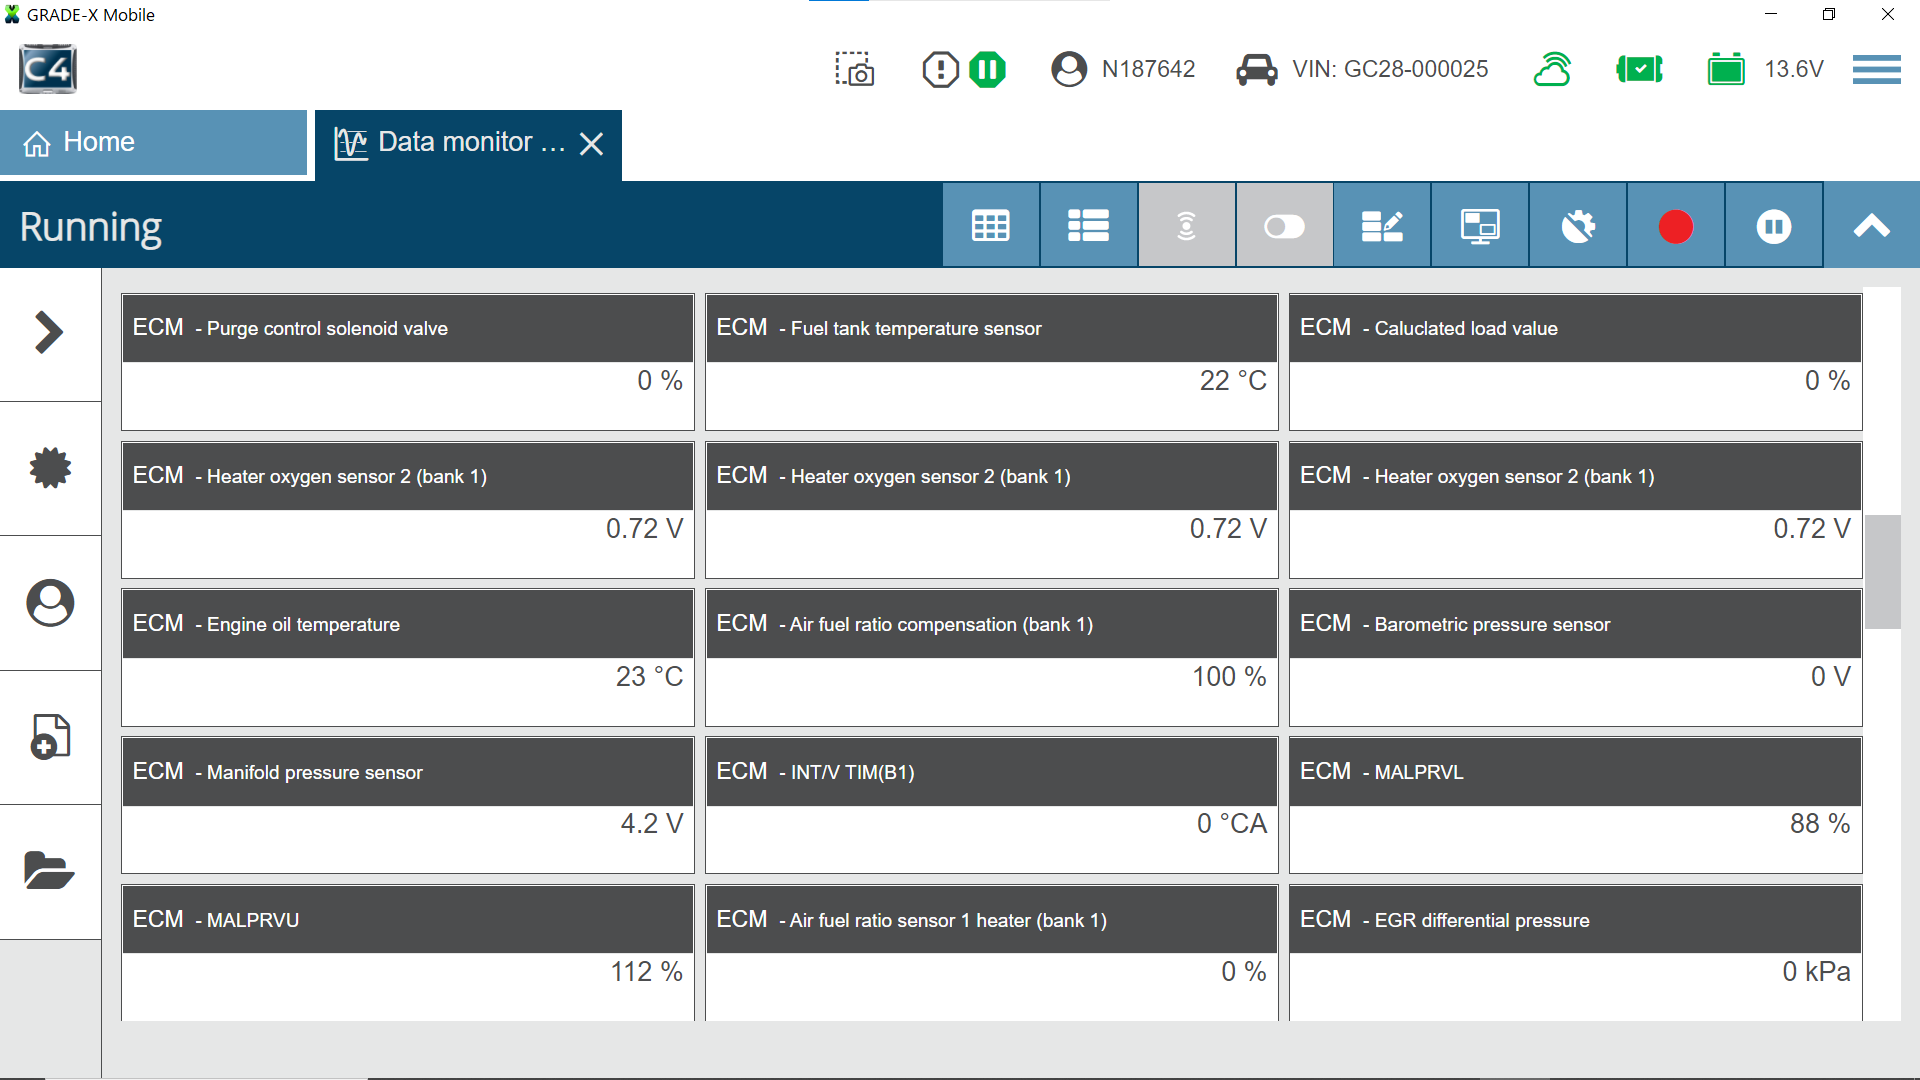 GRADE-X Mobile
C4
N187642
VIN: GC28-000025
13.6V
Home
Data monitor ...
Running
ECM - Purge control solenoid valve
0 %
ECM - Fuel tank temperature sensor
22 °C
ECM - Caluclated load value
0 %
ECM - Heater oxygen sensor 2 (bank 1)
0.72 V
ECM - Heater oxygen sensor 2 (bank 1)
0.72 V
ECM - Heater oxygen sensor 2 (bank 1)
0.72 V
ECM - Engine oil temperature
23 °C
ECM - Air fuel ratio compensation (bank 1)
100 %
ECM - Barometric pressure sensor
0 V
ECM - Manifold pressure sensor
4.2 V
ECM - INT/V TIM(B1)
0 °CA
ECM - MALPRVL
88 %
ECM - MALPRVU
112 %
ECM - Air fuel ratio sensor 1 heater (bank 1)
0 %
ECM - EGR differential pressure
0 kPa